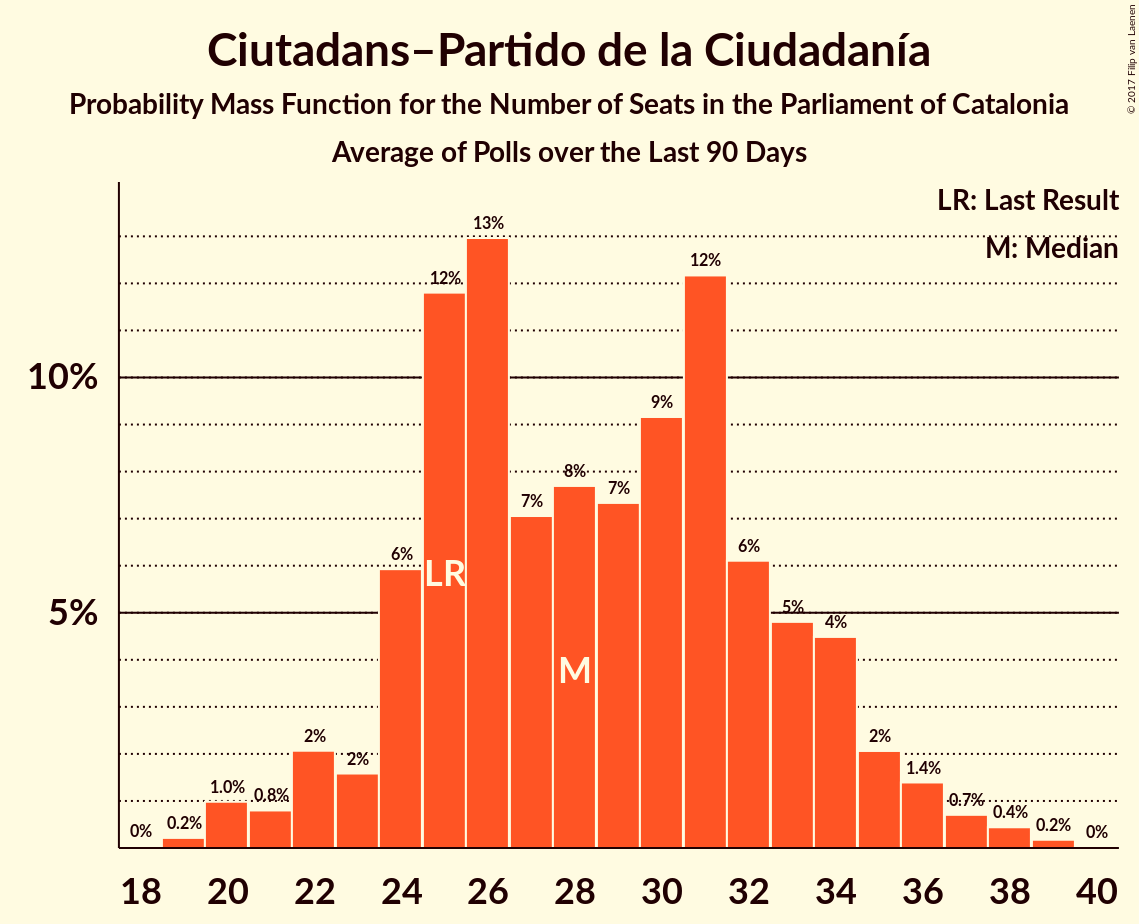 Ciutadans–Partido de la Ciudadanía
Probability Mass Function for the Number of Seats in the Parliament of Catalonia
Average of Polls over the Last 90 Days
© 2017 Filip van Laenen
LR: Last Result
M: Median
10%
5%
0%
0.2%
1.0%
0.8%
2%
2%
6%
12%
13%
7%
8%
7%
9%
12%
6%
5%
4%
2%
1.4%
0.7%
0.4%
0.2%
0%
LR
M
18 20 22 24 26 28 30 32 34 36 38 40